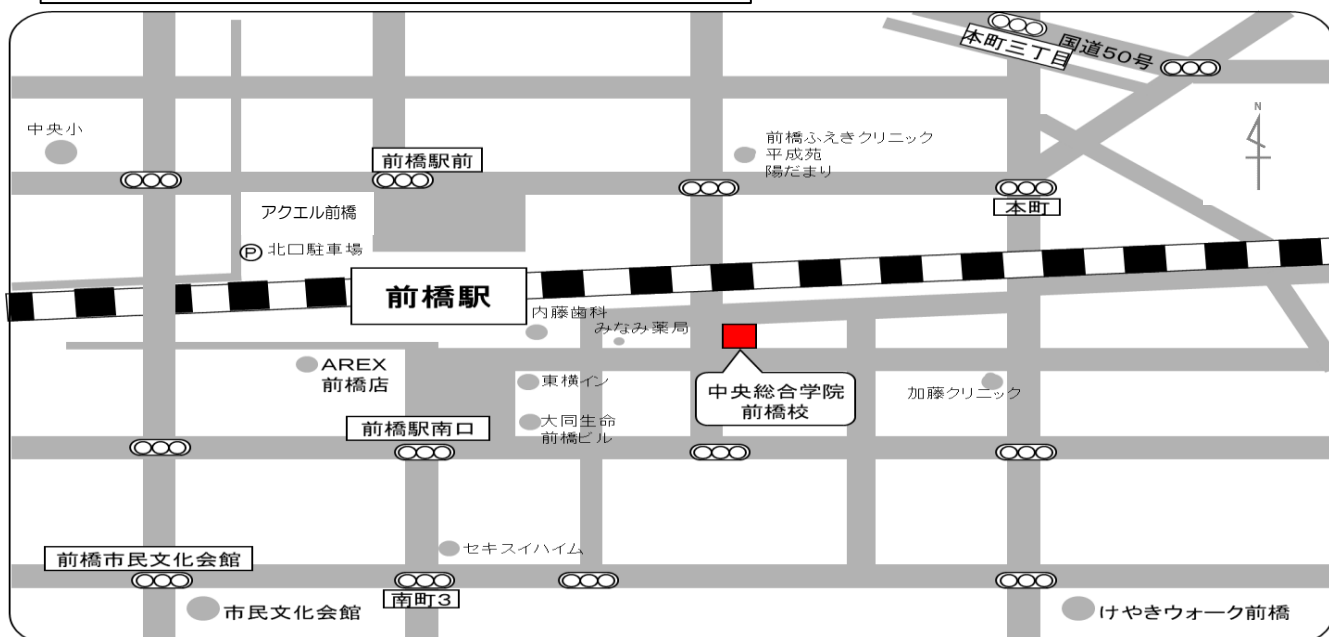 本町三丁目
国道50号
中央小
前橋駅前
前橋ふえきクリニック
平成苑
陽だまり
N
アクエル前橋
本町
P 北口駐車場
前橋駅
内藤歯科
みなみ薬局
AREX
前橋店
東横イン
中央総合学院
前橋校
加藤クリニック
大同生命
前橋ビル
前橋駅南口
セキスイハイム
前橋市民文化会館
南町3
市民文化会館
けやきウォーク前橋